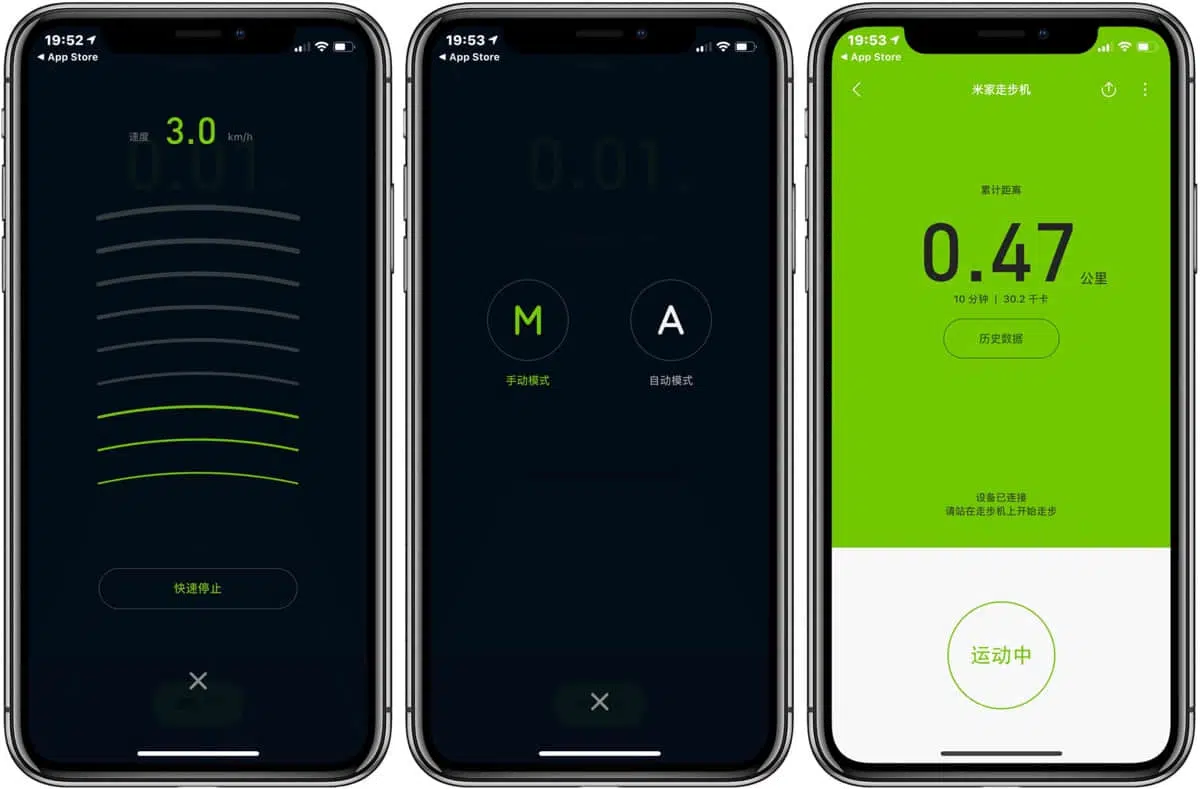 19:52
◀ App Store
速度 3.0 km/h
0.01
快速停止
19:53
◀ App Store
0.01
M
A
手动模式
自动模式
19:53
◀ App Store
米家走步机
累计距离
0.47 公里
10 分钟 | 30.2 千卡
历史数据
设备已连接
请站在走步机上开始走步
运动中